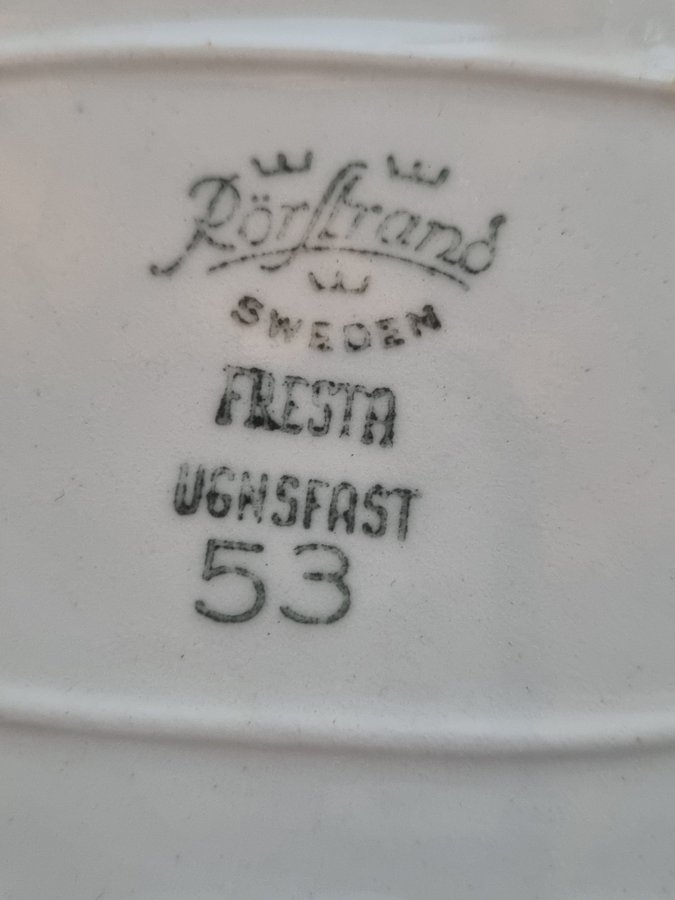 Rörstrand
SWEDEN
FRESTA
UGNSFAST
53